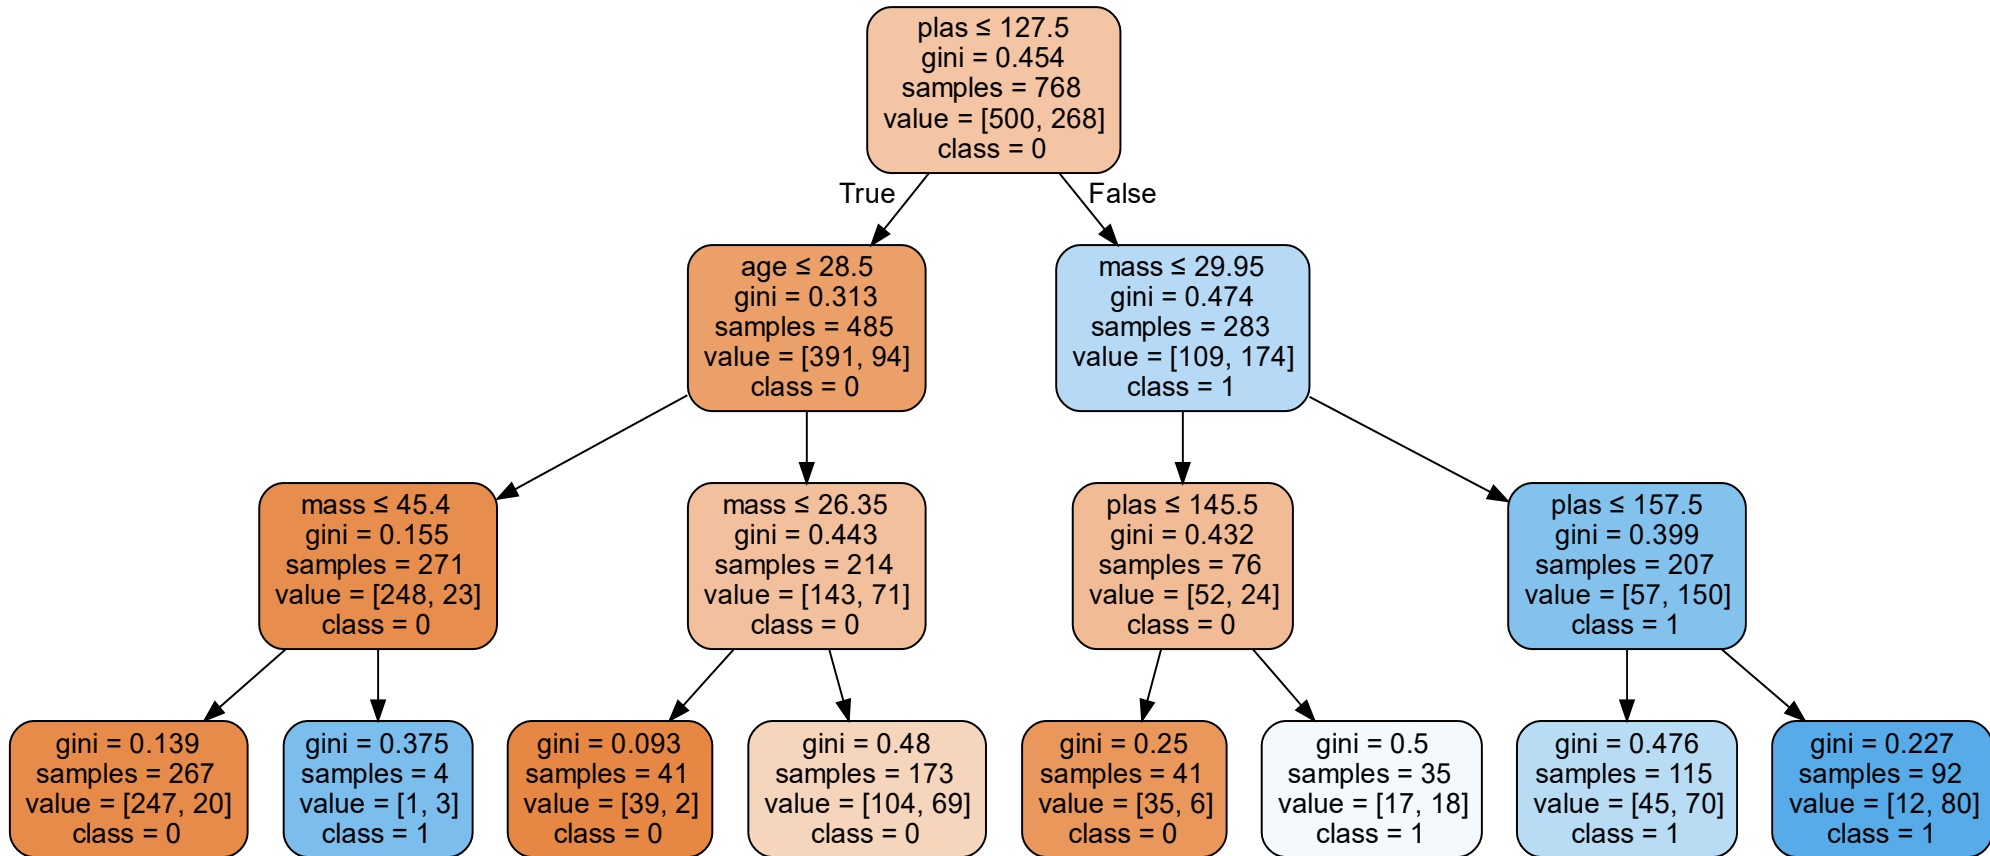 plas ≤ 127.5
gini = 0.454
samples = 768
value = [500, 268]
class = 0
True
False
age ≤ 28.5
gini = 0.313
samples = 485
value = [391, 94]
class = 0
mass ≤ 29.95
gini = 0.474
samples = 283
value = [109, 174]
class = 1
mass ≤ 45.4
gini = 0.155
samples = 271
value = [248, 23]
class = 0
mass ≤ 26.35
gini = 0.443
samples = 214
value = [143, 71]
class = 0
plas ≤ 145.5
gini = 0.432
samples = 76
value = [52, 24]
class = 0
plas ≤ 157.5
gini = 0.399
samples = 207
value = [57, 150]
class = 1
gini = 0.139
samples = 267
value = [247, 20]
class = 0
gini = 0.375
samples = 4
value = [1, 3]
class = 1
gini = 0.093
samples = 41
value = [39, 2]
class = 0
gini = 0.48
samples = 173
value = [104, 69]
class = 0
gini = 0.25
samples = 41
value = [35, 6]
class = 0
gini = 0.5
samples = 35
value = [17, 18]
class = 1
gini = 0.476
samples = 115
value = [45, 70]
class = 1
gini = 0.227
samples = 92
value = [12, 80]
class = 1